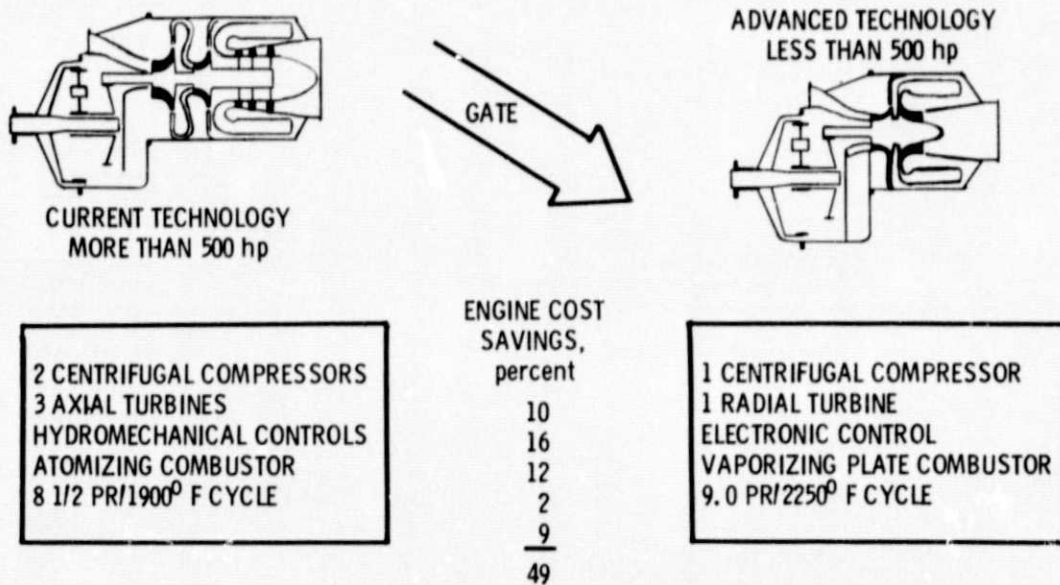 CURRENT TECHNOLOGY
MORE THAN 500 hp
GATE
ADVANCED TECHNOLOGY
LESS THAN 500 hp
2 CENTRIFUGAL COMPRESSORS
3 AXIAL TURBINES
HYDROMECHANICAL CONTROLS
ATOMIZING COMBUSTOR
8 1/2 PR/1900⁰ F CYCLE
ENGINE COST
SAVINGS,
percent
10
16
12
2
9
49
1 CENTRIFUGAL COMPRESSOR
1 RADIAL TURBINE
ELECTRONIC CONTROL
VAPORIZING PLATE COMBUSTOR
9.0 PR/2250⁰ F CYCLE